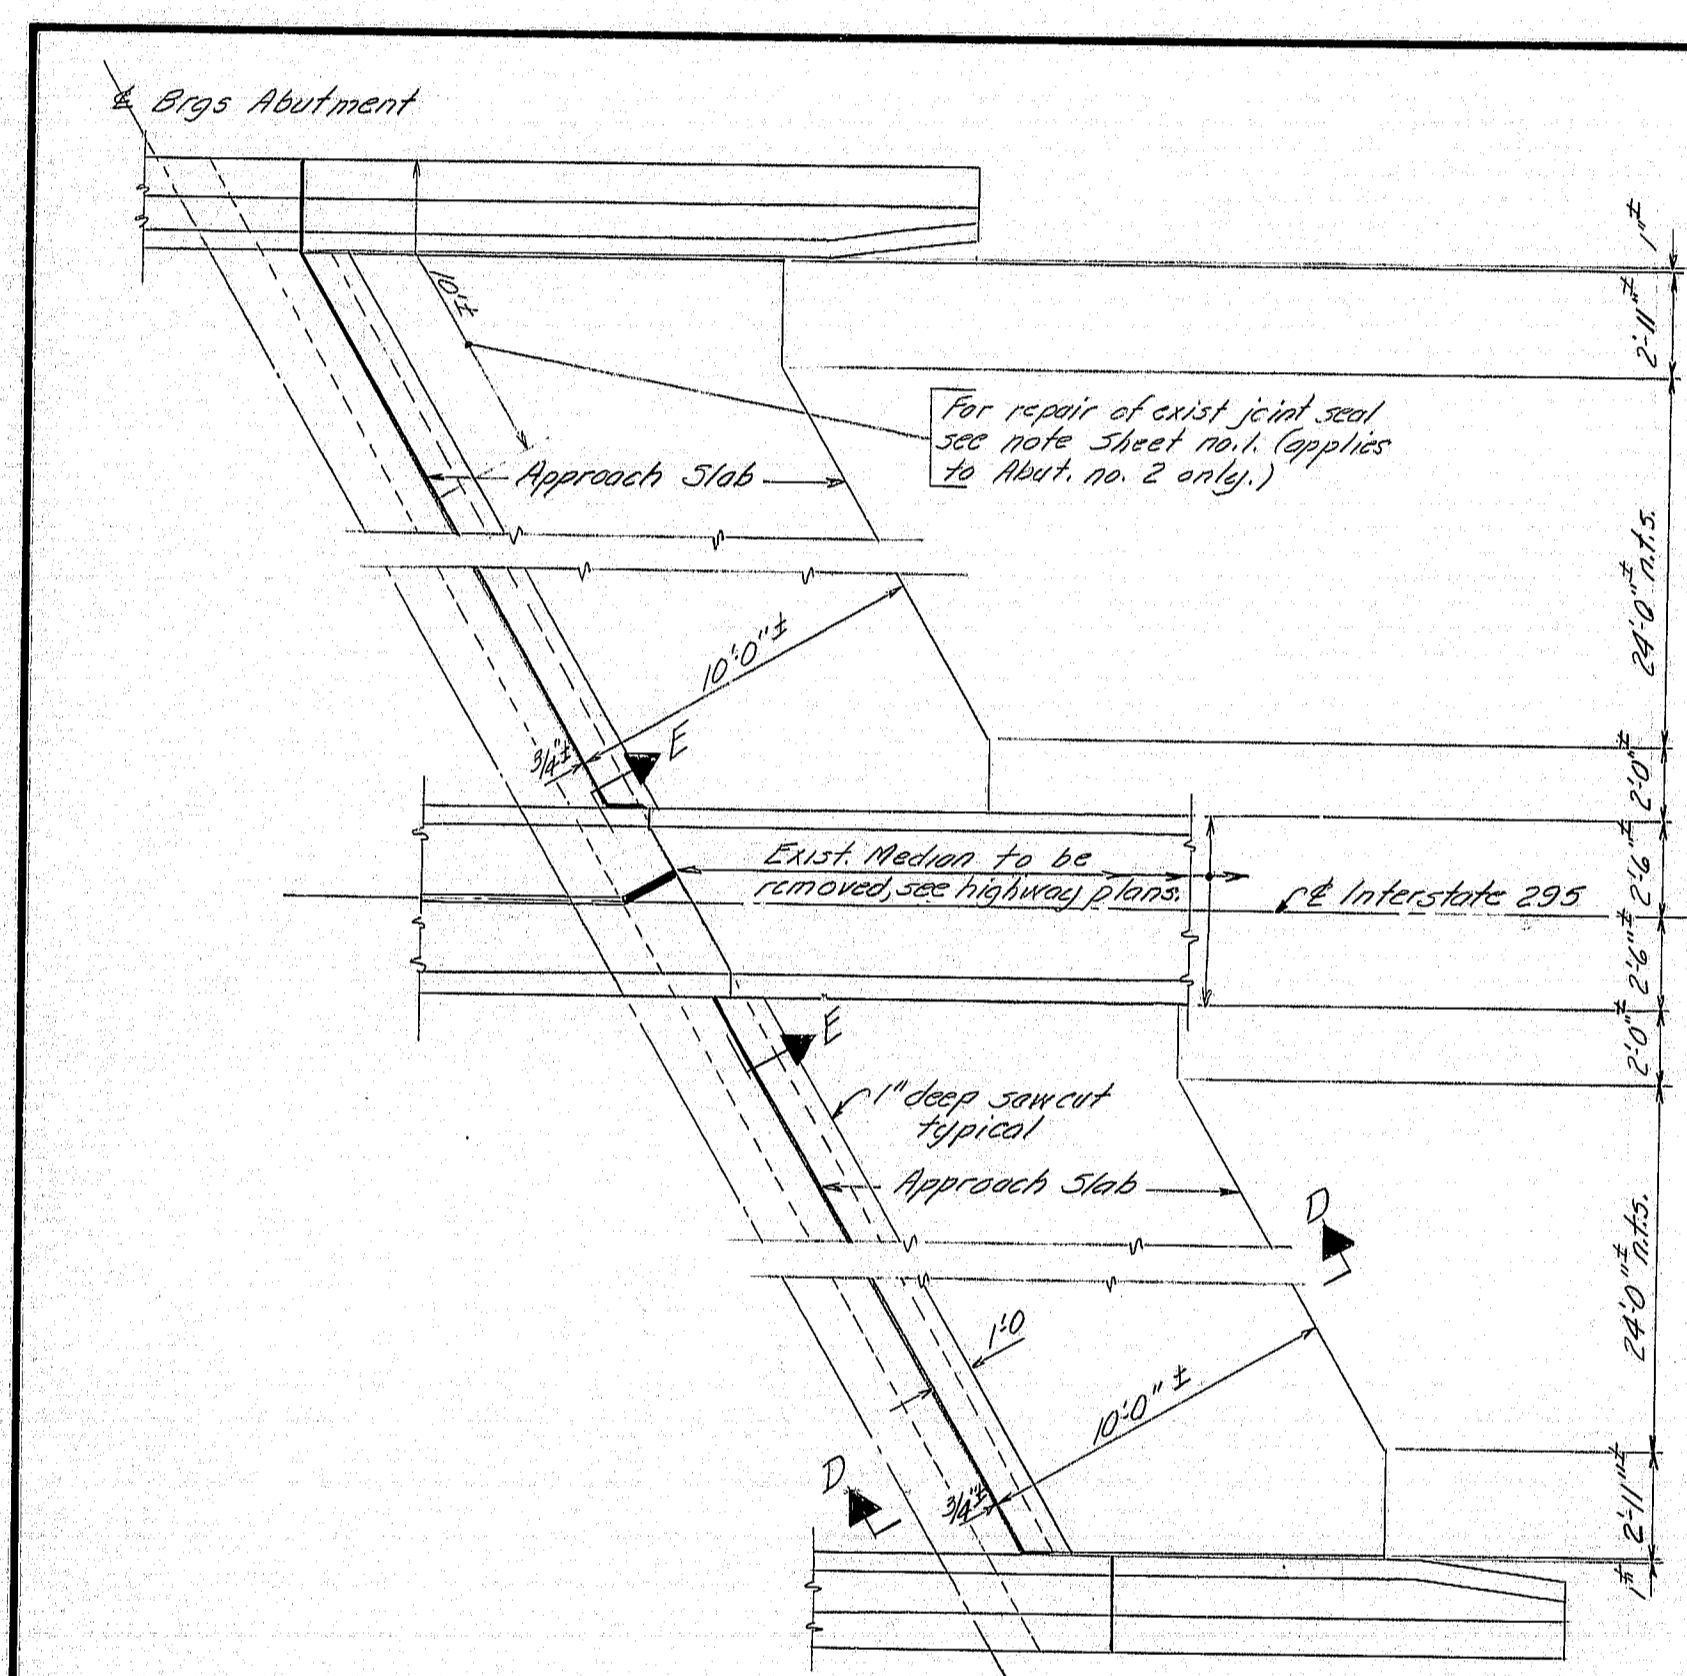 ℄ Brgs Abutment
1"±
2'-11"±
10'±
For repair of exist joint seal
see note sheet no.1. (applies
to Abut. no. 2 only.)
Approach Slab
24'-0"± n.t.s.
10'-0"±
3/4"±
E
2'-0"±
Exist. Median to be
removed, see highway plans.
2'-6"±
℄ Interstate 295
2'-6"±
E
2'-0"±
1" deep sawcut
typical
Approach Slab
D
24'-0"± n.t.s.
1'-0
10'-0"±
D
3/4"±
2'-11"±
1"±